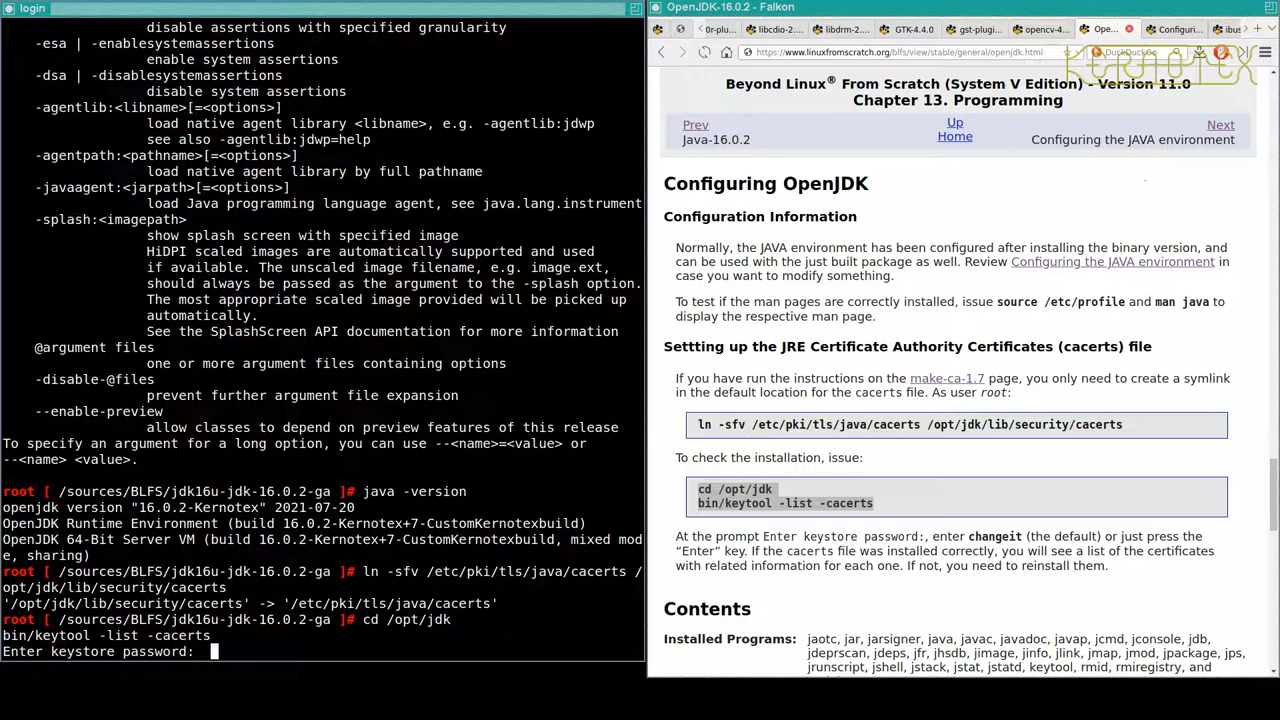 login
disable assertions with specified granularity
-esa | -enablesystemassertions
enable system assertions
-dsa | -disablesystemassertions
disable system assertions
-agentlib:<libname>[=<options>]
load native agent library <libname>, e.g. -agentlib:jdwp
see also -agentlib:jdwp=help
-agentpath:<pathname>[=<options>]
load native agent library by full pathname
-javaagent:<jarpath>[=<options>]
load Java programming language agent, see java.lang.instrument
-splash:<imagepath>
show splash screen with specified image
HiDPI scaled images are automatically supported and used
if available. The unscaled image filename, e.g. image.ext,
should always be passed as the argument to the -splash option.
The most appropriate scaled image provided will be picked up
automatically.
See the SplashScreen API documentation for more information
@argument files
one or more argument files containing options
-disable-@files
prevent further argument file expansion
--enable-preview
allow classes to depend on preview features of this release
To specify an argument for a long option, you can use --<name>=<value> or
--<name> <value>.
root [ /sources/BLFS/jdk16u-jdk-16.0.2-ga ]# java -version
openjdk version "16.0.2-Kernotex" 2021-07-20
OpenJDK Runtime Environment (build 16.0.2-Kernotex+7-CustomKernotexbuild)
OpenJDK 64-Bit Server VM (build 16.0.2-Kernotex+7-CustomKernotexbuild, mixed mod
e, sharing)
root [ /sources/BLFS/jdk16u-jdk-16.0.2-ga ]# ln -sfv /etc/pki/tls/java/cacerts /
opt/jdk/lib/security/cacerts
'/opt/jdk/lib/security/cacerts' -> '/etc/pki/tls/java/cacerts'
root [ /sources/BLFS/jdk16u-jdk-16.0.2-ga ]# cd /opt/jdk
bin/keytool -list -cacerts
Enter keystore password:
OpenJDK-16.0.2 - Falkon
0r-plu libcdio-2 libdrm-2. GTK-4.4.0 gst-plugi opencv-4 Ope Configuri ibus
https://www.linuxfromscratch.org/blfs/view/stable/general/openjdk.html DuckDuckGo
KERNOTEX
Beyond Linux® From Scratch (System V Edition) - Version 11.0
Chapter 13. Programming
Prev Up Next
Java-16.0.2 Home Configuring the JAVA environment
Configuring OpenJDK
Configuration Information
Normally, the JAVA environment has been configured after installing the binary version, and
can be used with the just built package as well. Review Configuring the JAVA environment in
case you want to modify something.
To test if the man pages are correctly installed, issue source /etc/profile and man java to
display the respective man page.
Settting up the JRE Certificate Authority Certificates (cacerts) file
If you have run the instructions on the make-ca-1.7 page, you only need to create a symlink
in the default location for the cacerts file. As user root:
ln -sfv /etc/pki/tls/java/cacerts /opt/jdk/lib/security/cacerts
To check the installation, issue:
cd /opt/jdk
bin/keytool -list -cacerts
At the prompt Enter keystore password:, enter changeit (the default) or just press the
“Enter” key. If the cacerts file was installed correctly, you will see a list of the certificates
with related information for each one. If not, you need to reinstall them.
Contents
Installed Programs: jaotc, jar, jarsigner, java, javac, javadoc, javap, jcmd, jconsole, jdb,
jdeprscan, jdeps, jfr, jhsdb, jimage, jinfo, jlink, jmap, jmod, jpackage, jps,
jrunscript, jshell, jstack, jstat, jstatd, keytool, rmid, rmiregistry, and